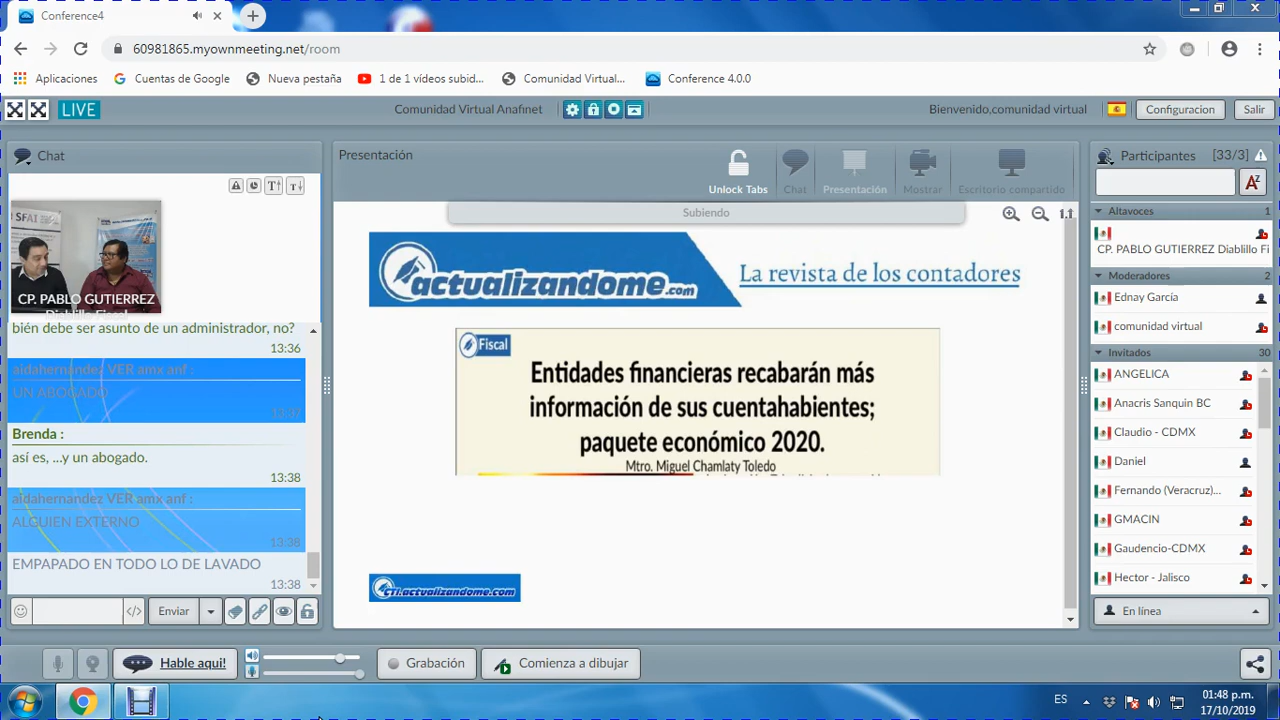 Conference4
60981865.myownmeeting.net/room
Aplicaciones
Cuentas de Google
Nueva pestaña
1 de 1 vídeos subid...
Comunidad Virtual...
Conference 4.0.0
LIVE
Comunidad Virtual Anafinet
Bienvenido,comunidad virtual
Configuracion
Salir
Chat
SFAI
CP. PABLO GUTIERREZ
Diablillo Fiscal
bién debe ser asunto de un administrador, no?
13:36
aidahernandez VER amx anf :
UN ABOGADO
13:37
Brenda :
así es, ...y un abogado.
13:38
aidahernandez VER amx anf :
ALGUIEN EXTERNO
13:38
EMPAPADO EN TODO LO DE LAVADO
13:38
Enviar
Presentación
Unlock Tabs
Chat
Presentación
Mostrar
Escritorio compartido
Subiendo
1:1
actualizandome.com
La revista de los contadores
Fiscal
Entidades financieras recabarán más
información de sus cuentahabientes;
paquete económico 2020.
Mtro. Miguel Chamlaty Toledo
CTI.actualizandome.com
Participantes [33/3]
AZ
Altavoces 1
CP. PABLO GUTIERREZ Diablillo Fi
Moderadores 2
Ednay García
comunidad virtual
Invitados 30
ANGELICA
Anacris Sanquin BC
Claudio - CDMX
Daniel
Fernando (Veracruz)...
GMACIN
Gaudencio-CDMX
Hector - Jalisco
En línea
Hable aqui!
Grabación
Comienza a dibujar
ES
01:48 p.m.
17/10/2019